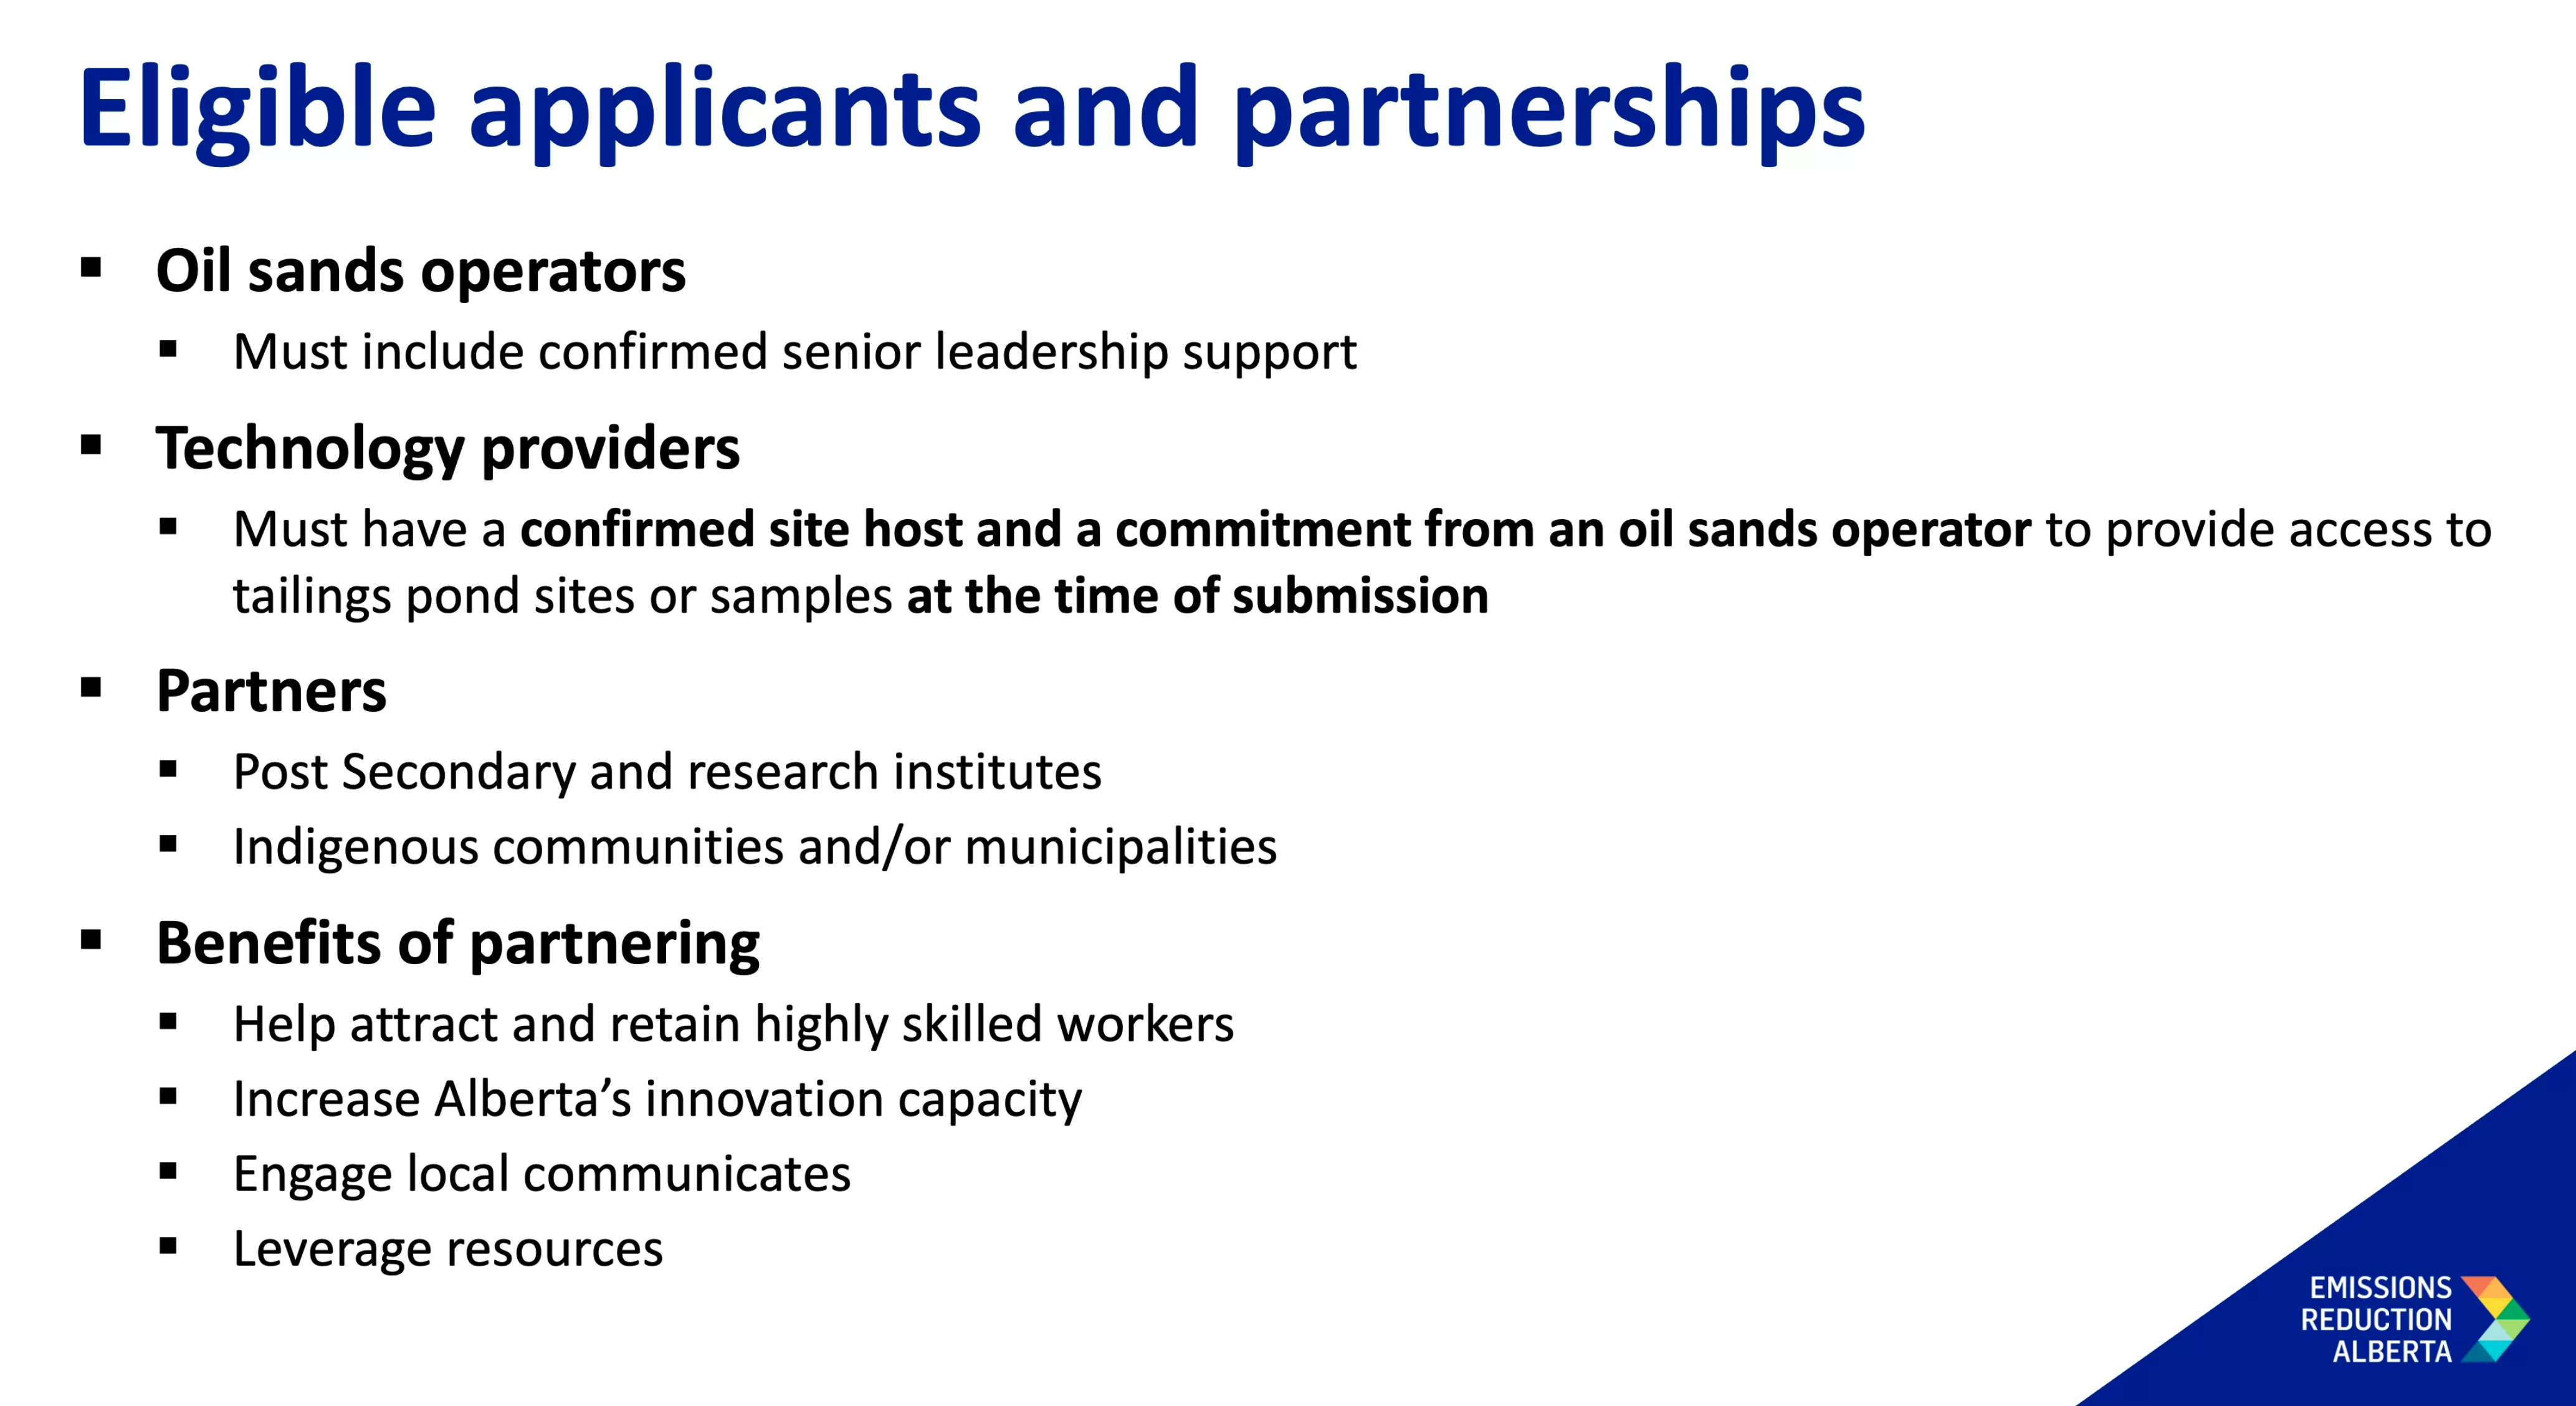 Eligible applicants and partnerships
▪ Oil sands operators
▪ Must include confirmed senior leadership support
▪ Technology providers
▪ Must have a confirmed site host and a commitment from an oil sands operator to provide access to
tailings pond sites or samples at the time of submission
▪ Partners
▪ Post Secondary and research institutes
▪ Indigenous communities and/or municipalities
▪ Benefits of partnering
▪ Help attract and retain highly skilled workers
▪ Increase Alberta’s innovation capacity
▪ Engage local communicates
▪ Leverage resources
EMISSIONS
REDUCTION
ALBERTA